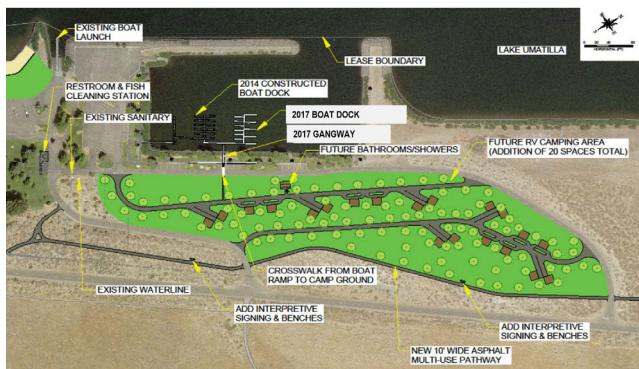 EXISTING BOAT
LAUNCH
LAKE UMATILLA
HORIZONTAL (FT)
LEASE BOUNDARY
RESTROOM & FISH
CLEANING STATION
2014 CONSTRUCTED
BOAT DOCK
EXISTING SANITARY
2017 BOAT DOCK
2017 GANGWAY
FUTURE BATHROOMS/SHOWERS
FUTURE RV CAMPING AREA
(ADDITION OF 20 SPACES TOTAL)
CROSSWALK FROM BOAT
RAMP TO CAMP GROUND
EXISTING WATERLINE
ADD INTERPRETIVE
SIGNING & BENCHES
ADD INTERPRETIVE
SIGNING & BENCHES
NEW 10' WIDE ASPHALT
MULTI-USE PATHWAY